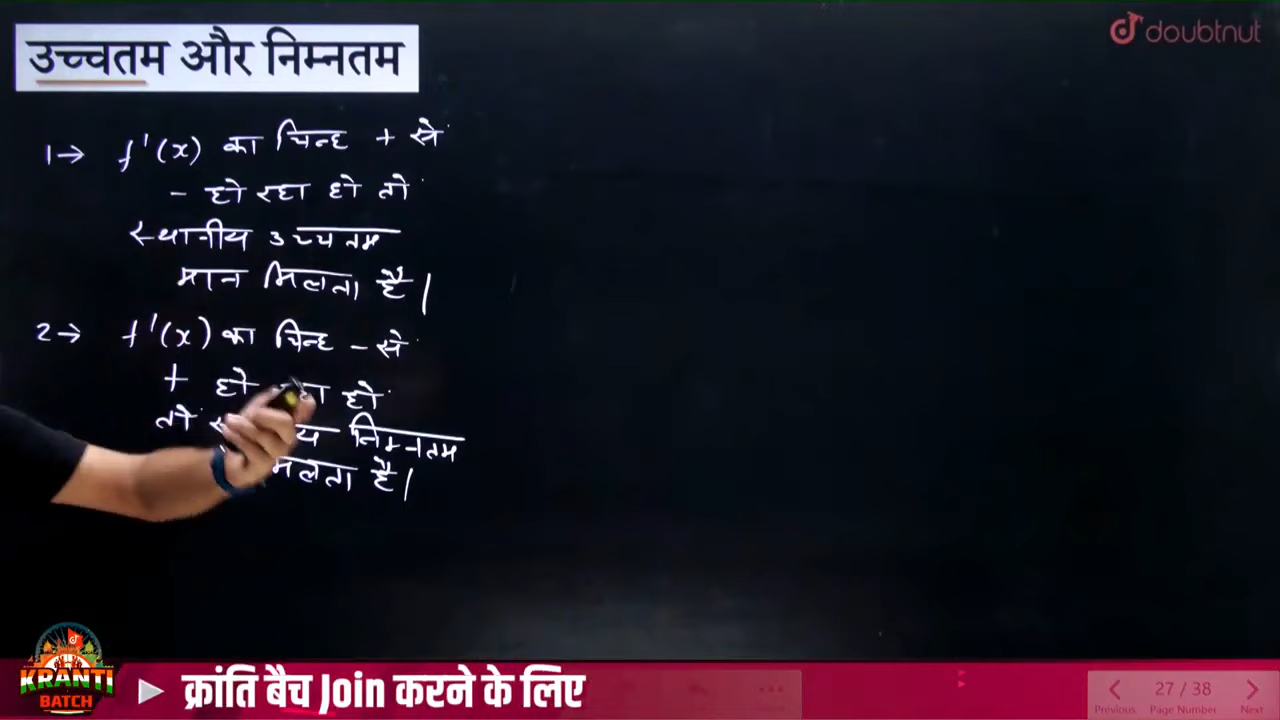 उच्चतम और निम्नतम
doubtnut
1→ f'(x) का चिन्ह + से
- हो रहा हो तो
स्थानीय उच्चतम
मान मिलता है।
2→ f'(x) का चिन्ह - से
+ हो हो
तो निम्नतम
है।
KRANTI
BATCH
क्रांति बैच Join करने के लिए
27 / 38
Previous Page Number Next